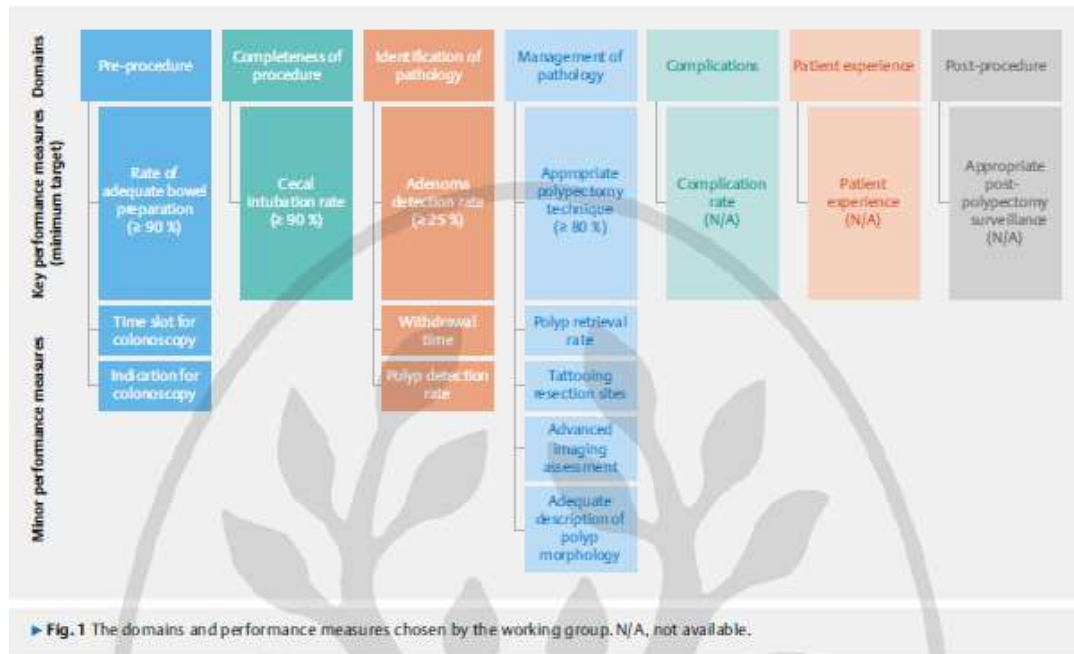 Domains
Pre-procedure
Completeness of
procedure
Identification of
pathology
Management of
pathology
Complications
Patient experience
Post-procedure
Key performance measures
(minimum target)
Rate of
adequate bowel
preparation
(≥ 90 %)
Cecal
intubation rate
(≥ 90 %)
Adenoma
detection rate
(≥25 %)
Appropriate
polypectomy
technique
(≥ 80 %)
Complication
rate
(N/A)
Patient
experience
(N/A)
Appropriate
post-
polypectomy
surveillance
(N/A)
Minor performance measures
Time slot for
colonoscopy
Indication for
colonoscopy
Withdrawal
time
Polyp detection
rate
Polyp retrieval
rate
Tattooing
resection sites
Advanced
imaging
assessment
Adequate
description of
polyp
morphology
▶ Fig. 1 The domains and performance measures chosen by the working group. N/A, not available.